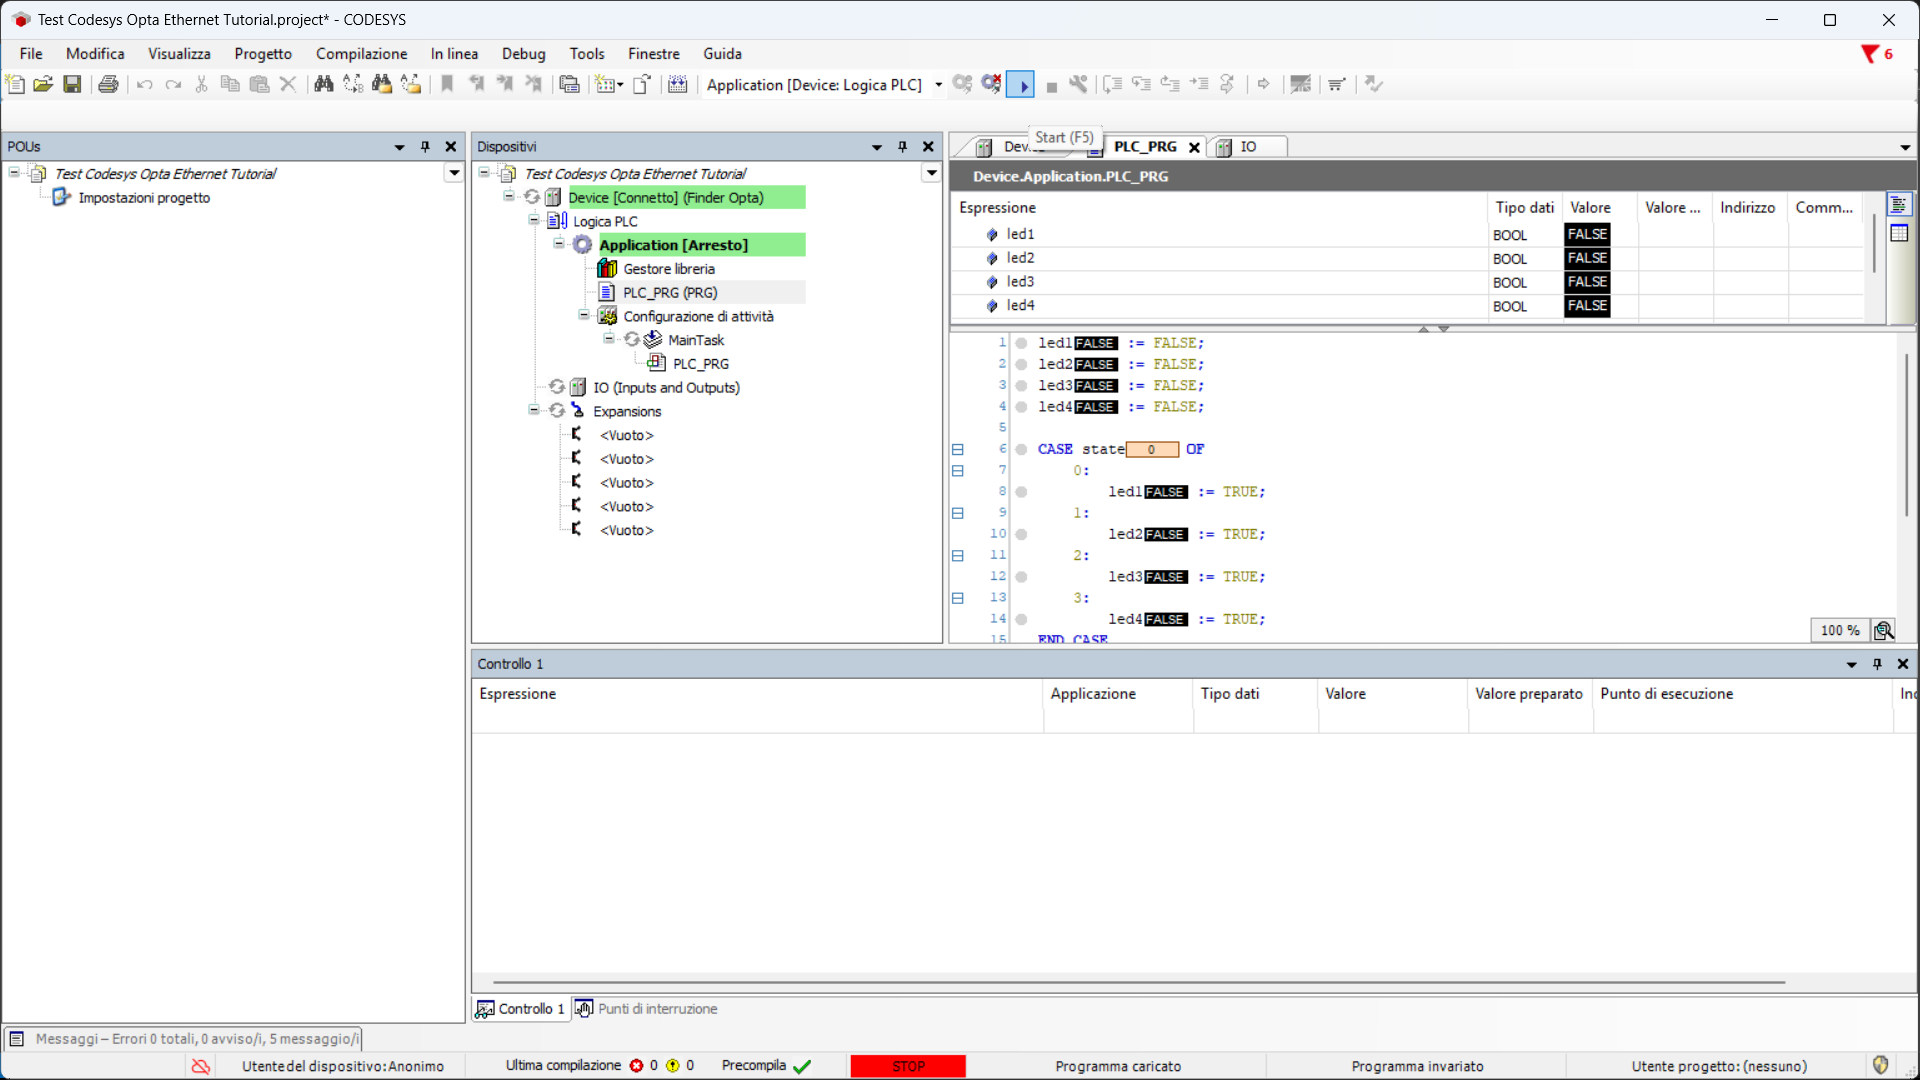 Test Codesys Opta Ethernet Tutorial.project* - CODESYS
File Modifica Visualizza Progetto Compilazione In linea Debug Tools Finestre Guida
6
Application [Device: Logica PLC]
Start (F5)
POUs
Test Codesys Opta Ethernet Tutorial
Impostazioni progetto
Dispositivi
Test Codesys Opta Ethernet Tutorial
Device [Connetto] (Finder Opta)
Logica PLC
Application [Arresto]
Gestore libreria
PLC_PRG (PRG)
Configurazione di attività
MainTask
PLC_PRG
IO (Inputs and Outputs)
Expansions
<Vuoto>
<Vuoto>
<Vuoto>
<Vuoto>
<Vuoto>
PLC_PRG IO
Device.Application.PLC_PRG
Espressione Tipo dati Valore Valore ... Indirizzo Comm...
led1 BOOL FALSE
led2 BOOL FALSE
led3 BOOL FALSE
led4 BOOL FALSE
1 led1 FALSE := FALSE;
2 led2 FALSE := FALSE;
3 led3 FALSE := FALSE;
4 led4 FALSE := FALSE;
5
6 CASE state 0 OF
7 0:
8 led1 FALSE := TRUE;
9 1:
10 led2 FALSE := TRUE;
11 2:
12 led3 FALSE := TRUE;
13 3:
14 led4 FALSE := TRUE;
15 END_CASE
100 %
Controllo 1
Espressione Applicazione Tipo dati Valore Valore preparato Punto di esecuzione
Controllo 1 Punti di interruzione
Messaggi – Errori 0 totali, 0 avviso/i, 5 messaggio/i
Utente del dispositivo: Anonimo Ultima compilazione 0 0 Precompila STOP Programma caricato Programma invariato Utente progetto: (nessuno)